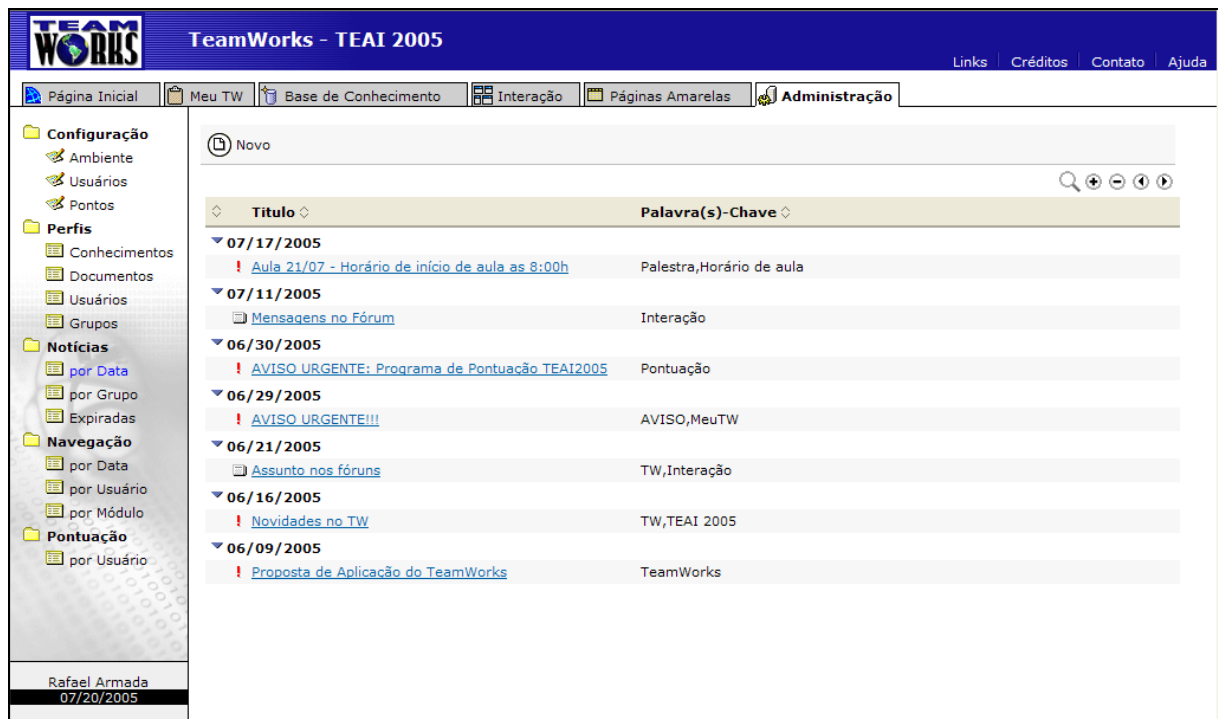 TEAM
WORKS
TeamWorks - TEAI 2005
Links Créditos Contato Ajuda
Página Inicial Meu TW Base de Conhecimento Interação Páginas Amarelas Administração
Configuração
Ambiente
Usuários
Pontos
Perfis
Conhecimentos
Documentos
Usuários
Grupos
Notícias
por Data
por Grupo
Expiradas
Navegação
por Data
por Usuário
por Módulo
Pontuação
por Usuário
Rafael Armada
07/20/2005
Novo
Titulo Palavra(s)-Chave
07/17/2005
! Aula 21/07 - Horário de início de aula as 8:00h Palestra,Horário de aula
07/11/2005
Mensagens no Fórum Interação
06/30/2005
! AVISO URGENTE: Programa de Pontuação TEAI2005 Pontuação
06/29/2005
! AVISO URGENTE!!! AVISO,MeuTW
06/21/2005
Assunto nos fóruns TW,Interação
06/16/2005
! Novidades no TW TW,TEAI 2005
06/09/2005
! Proposta de Aplicação do TeamWorks TeamWorks